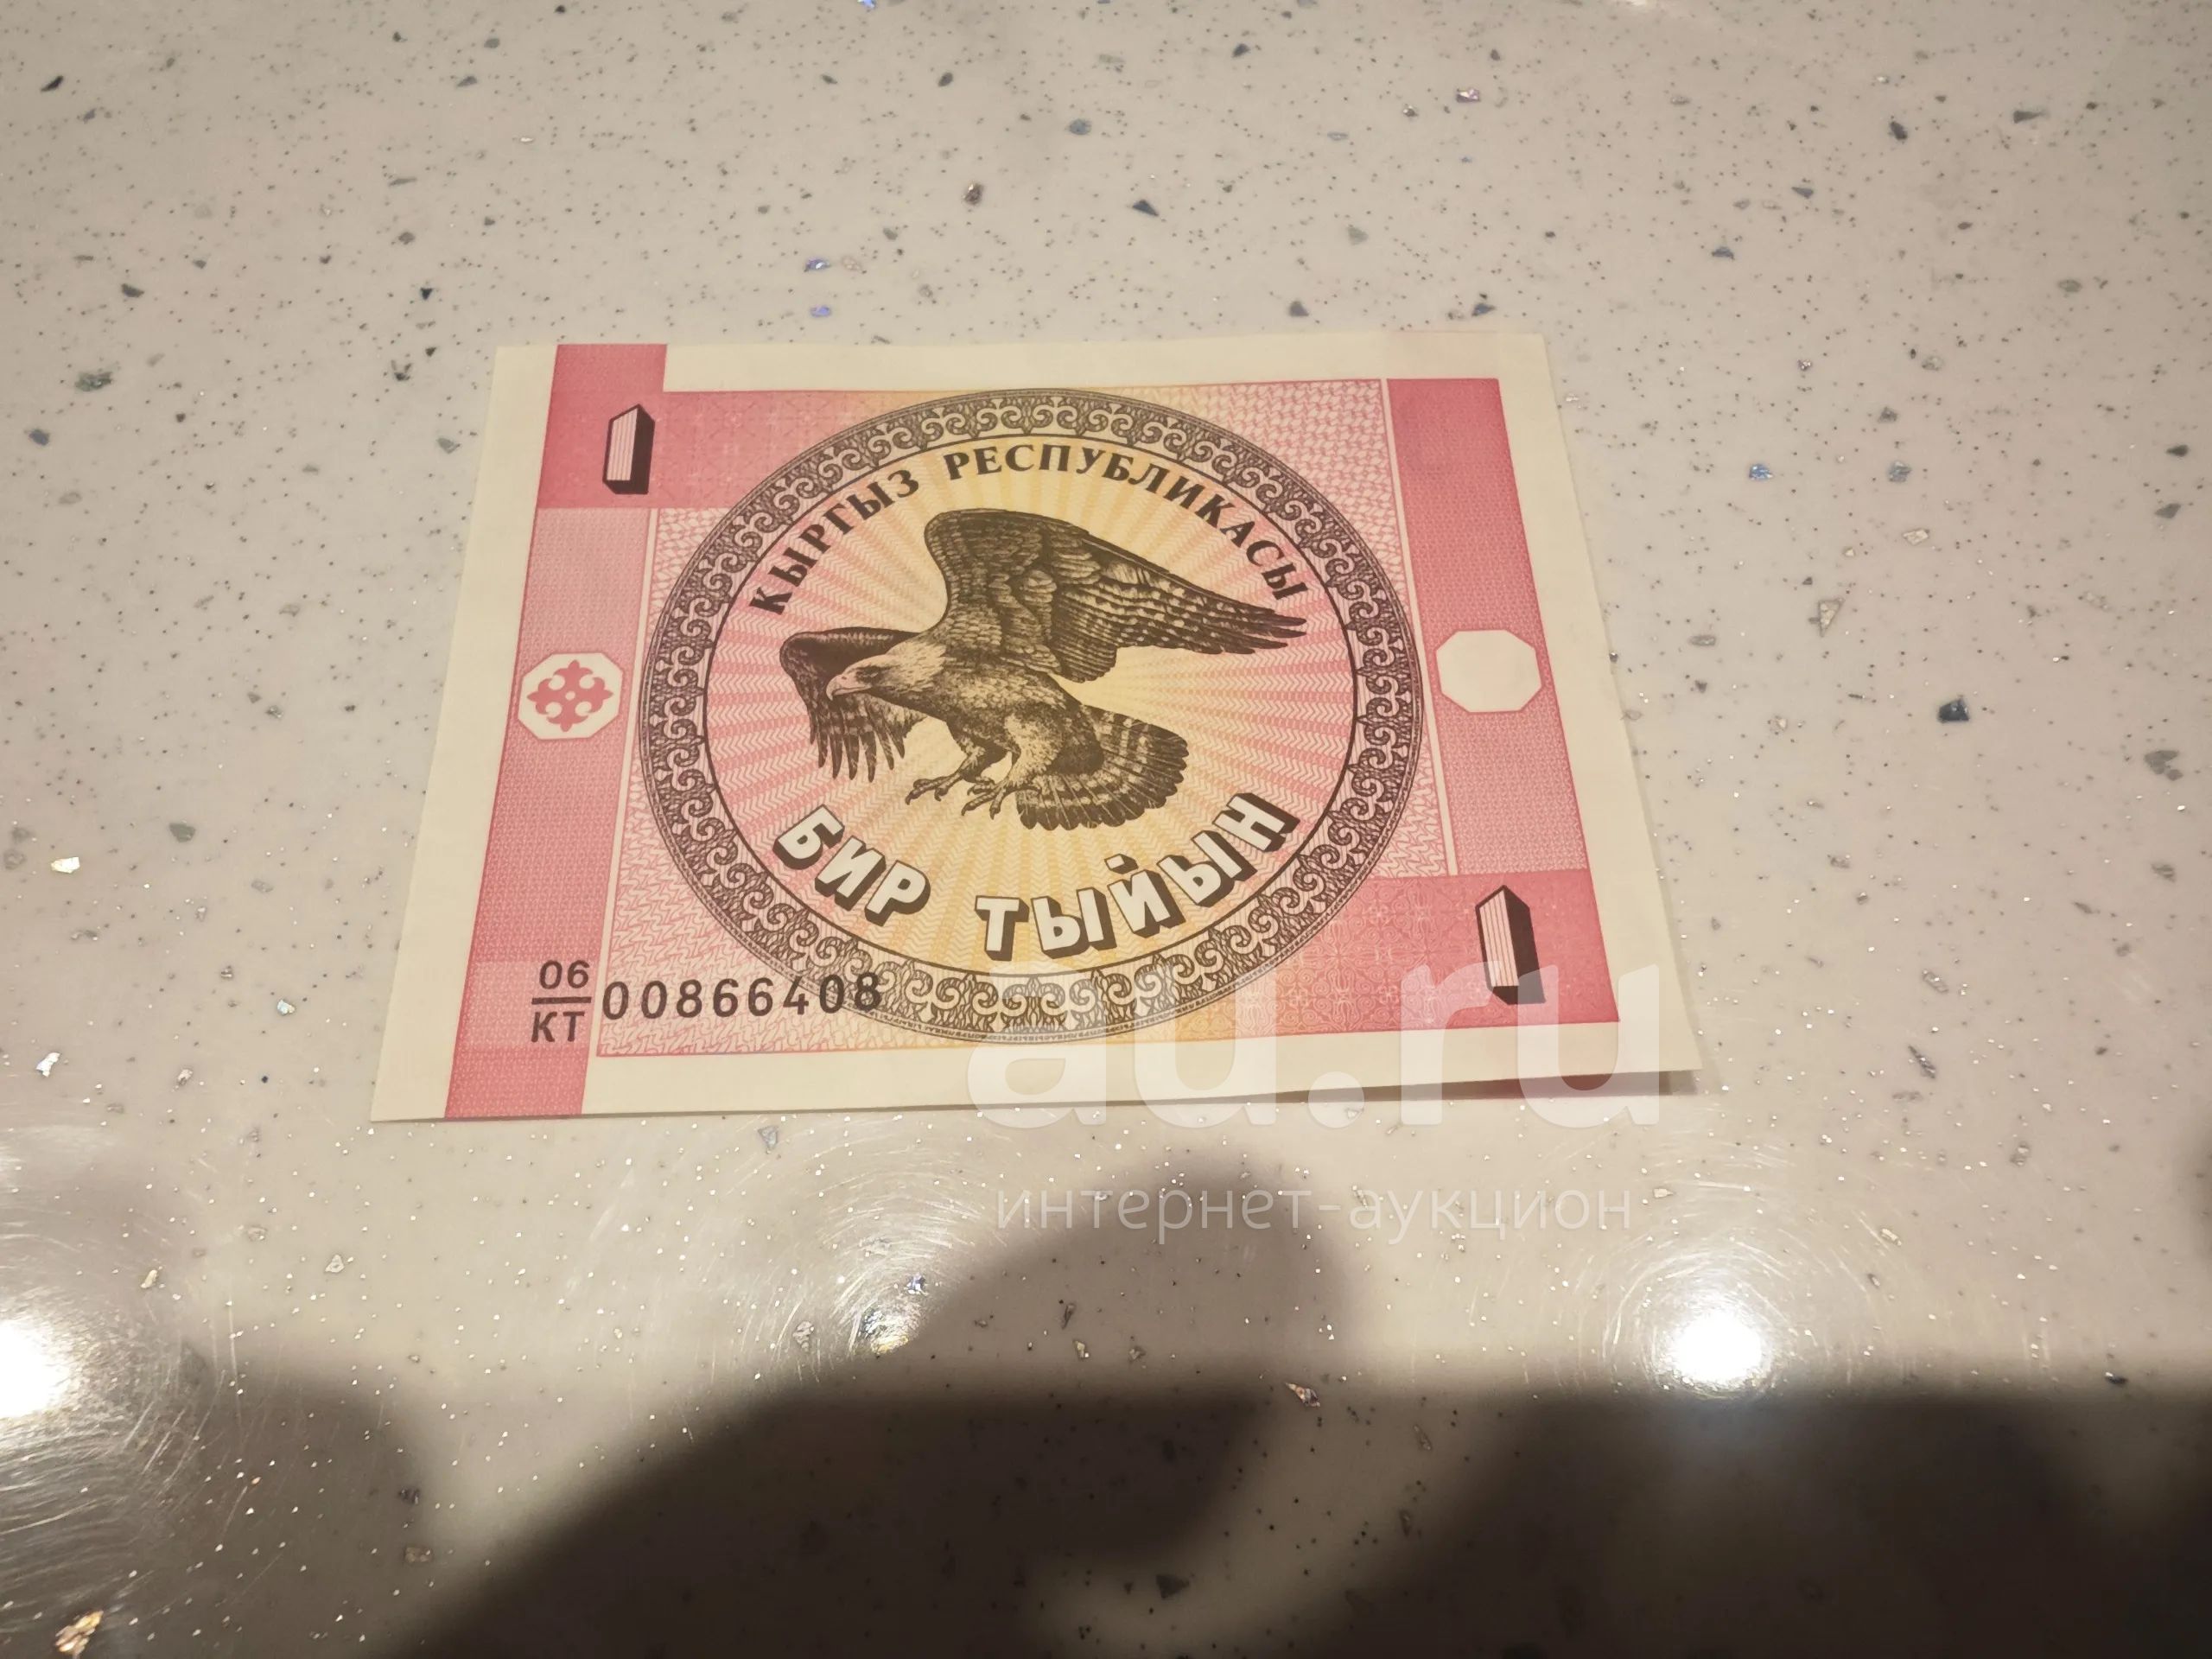 1
КЫРГЫЗ РЕСПУБЛИКАСЫ
БИР ТЫЙЫН
1
06
КТ
00866408
au.ru
интернет-аукцион